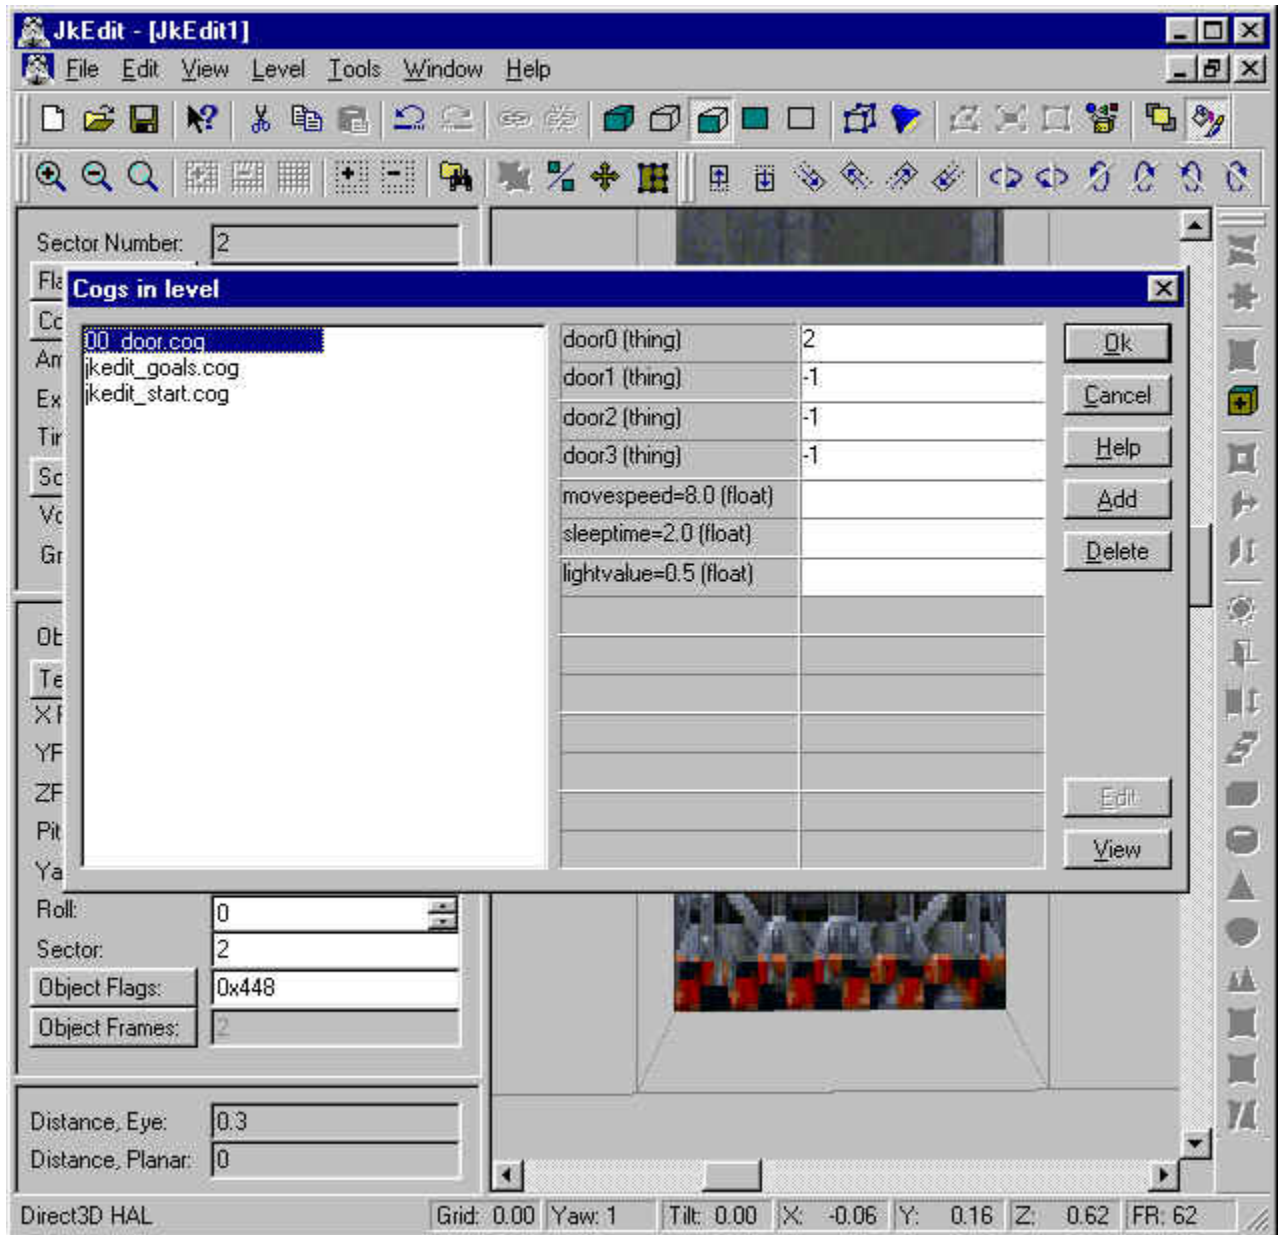 JkEdit - [JkEdit1]
File Edit View Level Tools Window Help
Sector Number: 2
Cogs in level
00_door.cog
jkedit_goals.cog
jkedit_start.cog
door0 (thing) 2
door1 (thing) -1
door2 (thing) -1
door3 (thing) -1
movespeed=8.0 (float)
sleeptime=2.0 (float)
lightvalue=0.5 (float)
Ok
Cancel
Help
Add
Delete
Edit
View
Roll: 0
Sector: 2
Object Flags: 0x448
Object Frames: 2
Distance, Eye: 0.3
Distance, Planar: 0
Direct3D HAL Grid: 0.00 Yaw: 1 Tilt: 0.00 X: -0.06 Y: 0.16 Z: 0.62 FR: 62